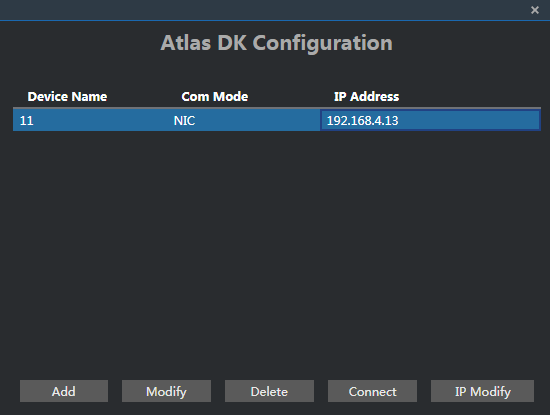 Atlas DK Configuration
Device Name Com Mode IP Address
11 NIC 192.168.4.13
Add Modify Delete Connect IP Modify